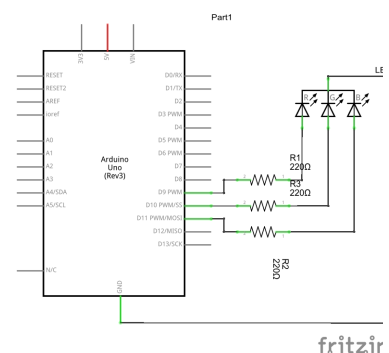 Part1
3V3
5V
VIN
LE
RESET
RESET2
AREF
ioref
A0
A1
A2
A3
A4/SDA
A5/SCL
N/C
Arduino
Uno
(Rev3)
D0/RX
D1/TX
D2
D3 PWM
D4
D5 PWM
D6 PWM
D7
D8
D9 PWM
D10 PWM/SS
D11 PWM/MOSI
D12/MISO
D13/SCK
GND
R
G
B
R1
220Ω
R3
220Ω
R2
220Ω
fritzin